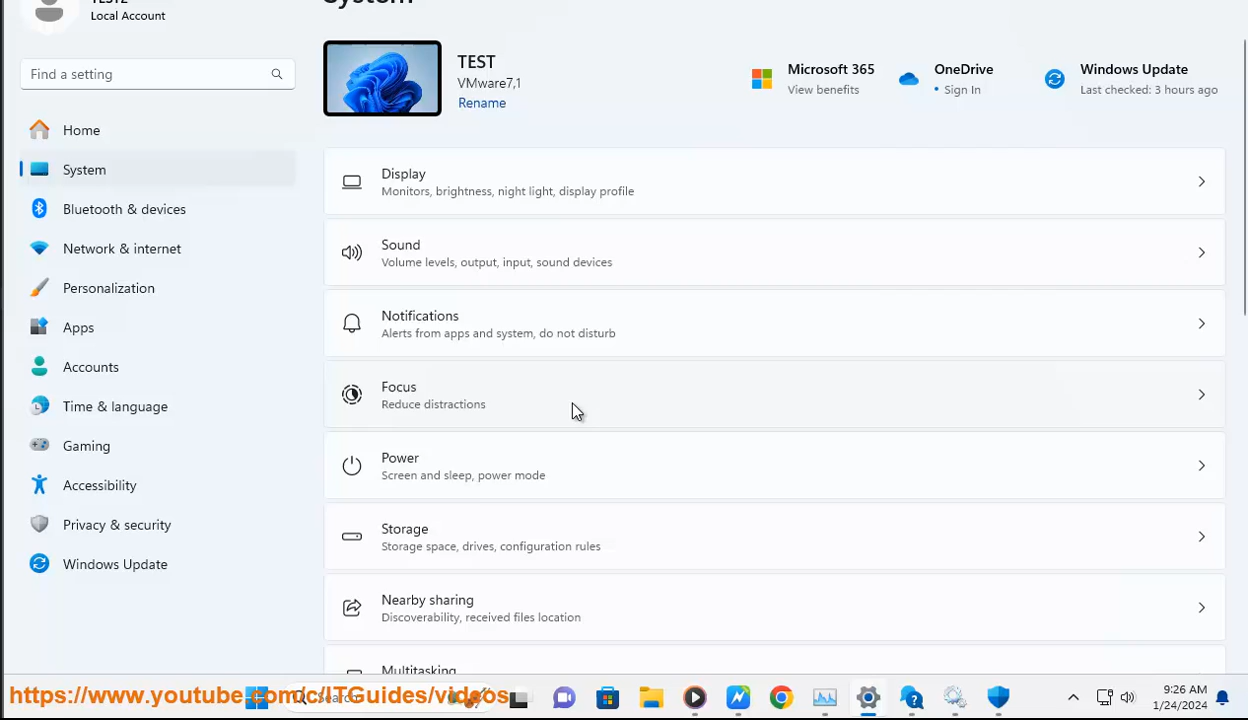 System
TEST2
Local Account
Find a setting
Home
System
Bluetooth & devices
Network & internet
Personalization
Apps
Accounts
Time & language
Gaming
Accessibility
Privacy & security
Windows Update
TEST
VMware7,1
Rename
Microsoft 365
View benefits
OneDrive
• Sign In
Windows Update
Last checked: 3 hours ago
Display
Monitors, brightness, night light, display profile
Sound
Volume levels, output, input, sound devices
Notifications
Alerts from apps and system, do not disturb
Focus
Reduce distractions
Power
Screen and sleep, power mode
Storage
Storage space, drives, configuration rules
Nearby sharing
Discoverability, received files location
Multitasking
https://www.youtube.com/c/ITGuides/videos
Search
9:26 AM
1/24/2024